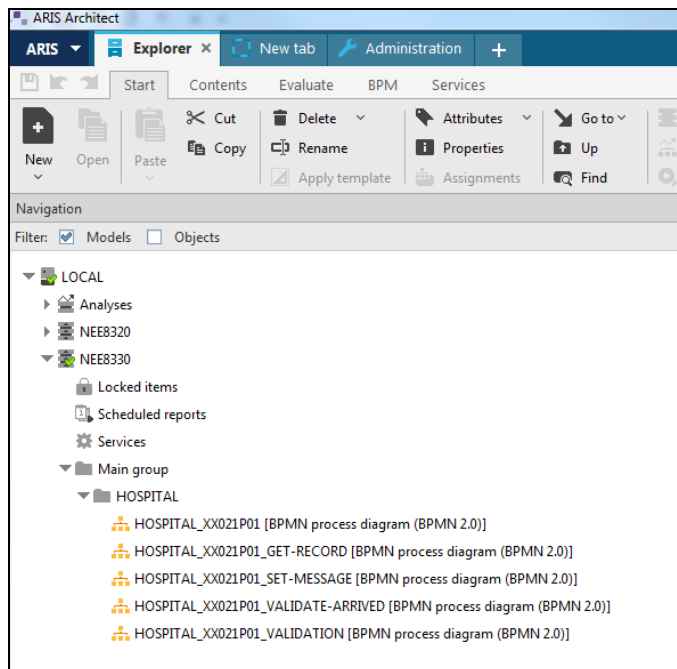 ARIS Architect
ARIS Explorer New tab Administration
Start Contents Evaluate BPM Services
New Open Paste Cut Delete Attributes Go to
Copy Rename Properties Up
Apply template Assignments Find
Navigation
Filter: Models Objects
LOCAL
Analyses
NEE8320
NEE8330
Locked items
Scheduled reports
Services
Main group
HOSPITAL
HOSPITAL_XX021P01 [BPMN process diagram (BPMN 2.0)]
HOSPITAL_XX021P01_GET-RECORD [BPMN process diagram (BPMN 2.0)]
HOSPITAL_XX021P01_SET-MESSAGE [BPMN process diagram (BPMN 2.0)]
HOSPITAL_XX021P01_VALIDATE-ARRIVED [BPMN process diagram (BPMN 2.0)]
HOSPITAL_XX021P01_VALIDATION [BPMN process diagram (BPMN 2.0)]